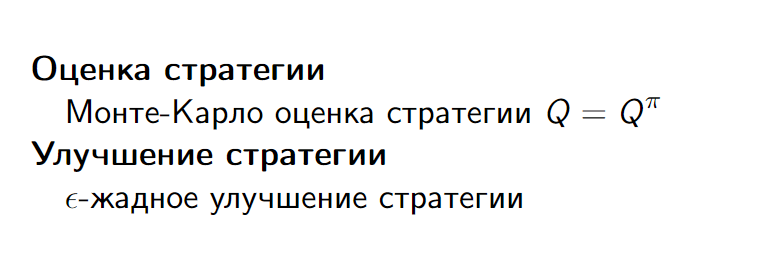 Оценка стратегии
Монте-Карло оценка стратегии Q = Q^π
Улучшение стратегии
ϵ-жадное улучшение стратегии